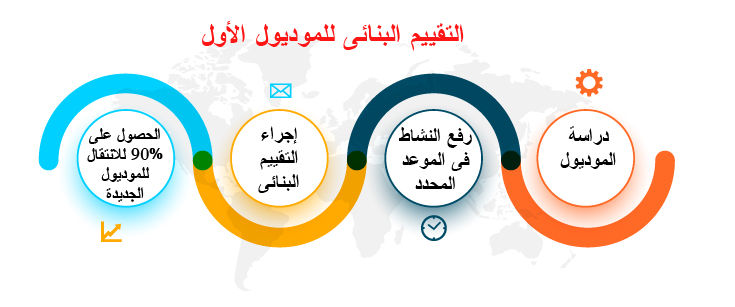 التقييم البنائى للموديول الأول
دراسة
الموديول
رفع النشاط
فى الموعد
المحدد
إجراء
التقييم
البنائى
الحصول على
90% للانتقال
للموديول
الجديدة